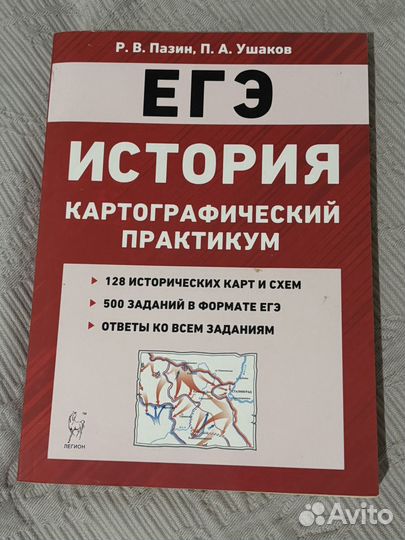 Р. В. Пазин, П. А. Ушаков
ЕГЭ
ИСТОРИЯ
КАРТОГРАФИЧЕСКИЙ
ПРАКТИКУМ
128 ИСТОРИЧЕСКИХ КАРТ И СХЕМ
500 ЗАДАНИЙ В ФОРМАТЕ ЕГЭ
ОТВЕТЫ КО ВСЕМ ЗАДАНИЯМ
ЛЕГИОН
Avito